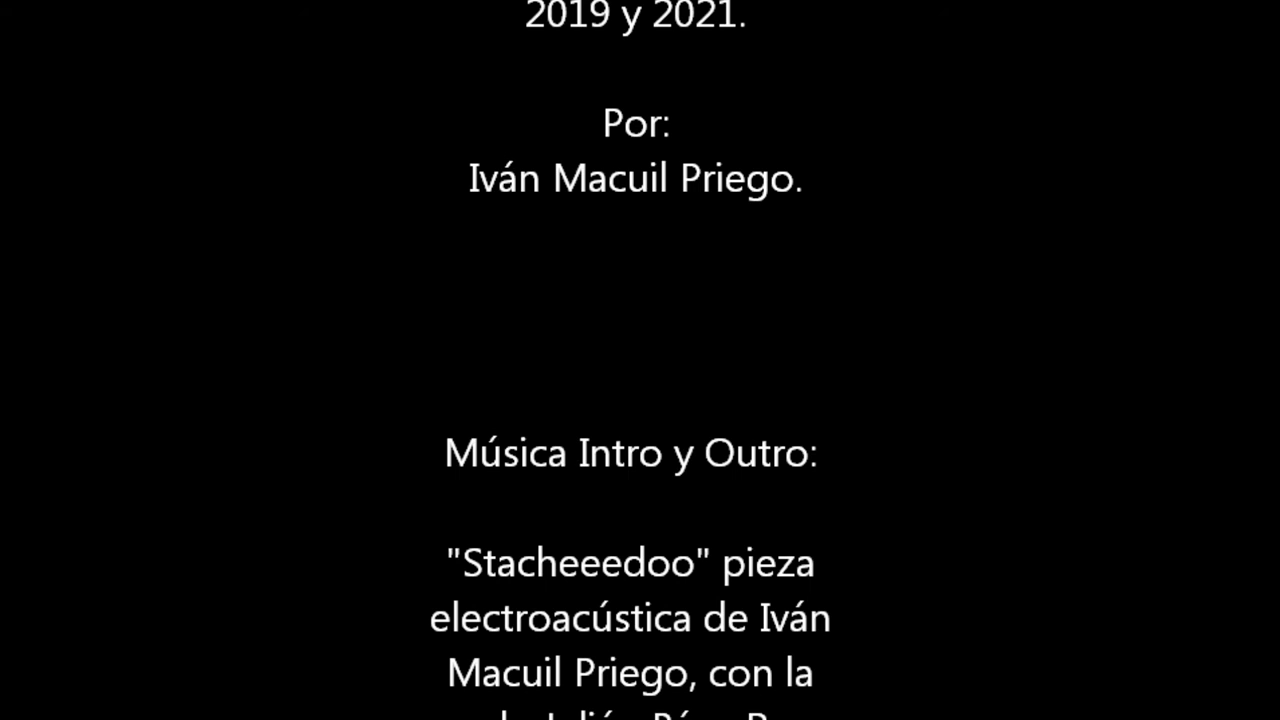 2019 y 2021.
Por:
Iván Macuil Priego.
Música Intro y Outro:
"Stacheeedoo" pieza
electroacústica de Iván
Macuil Priego, con la